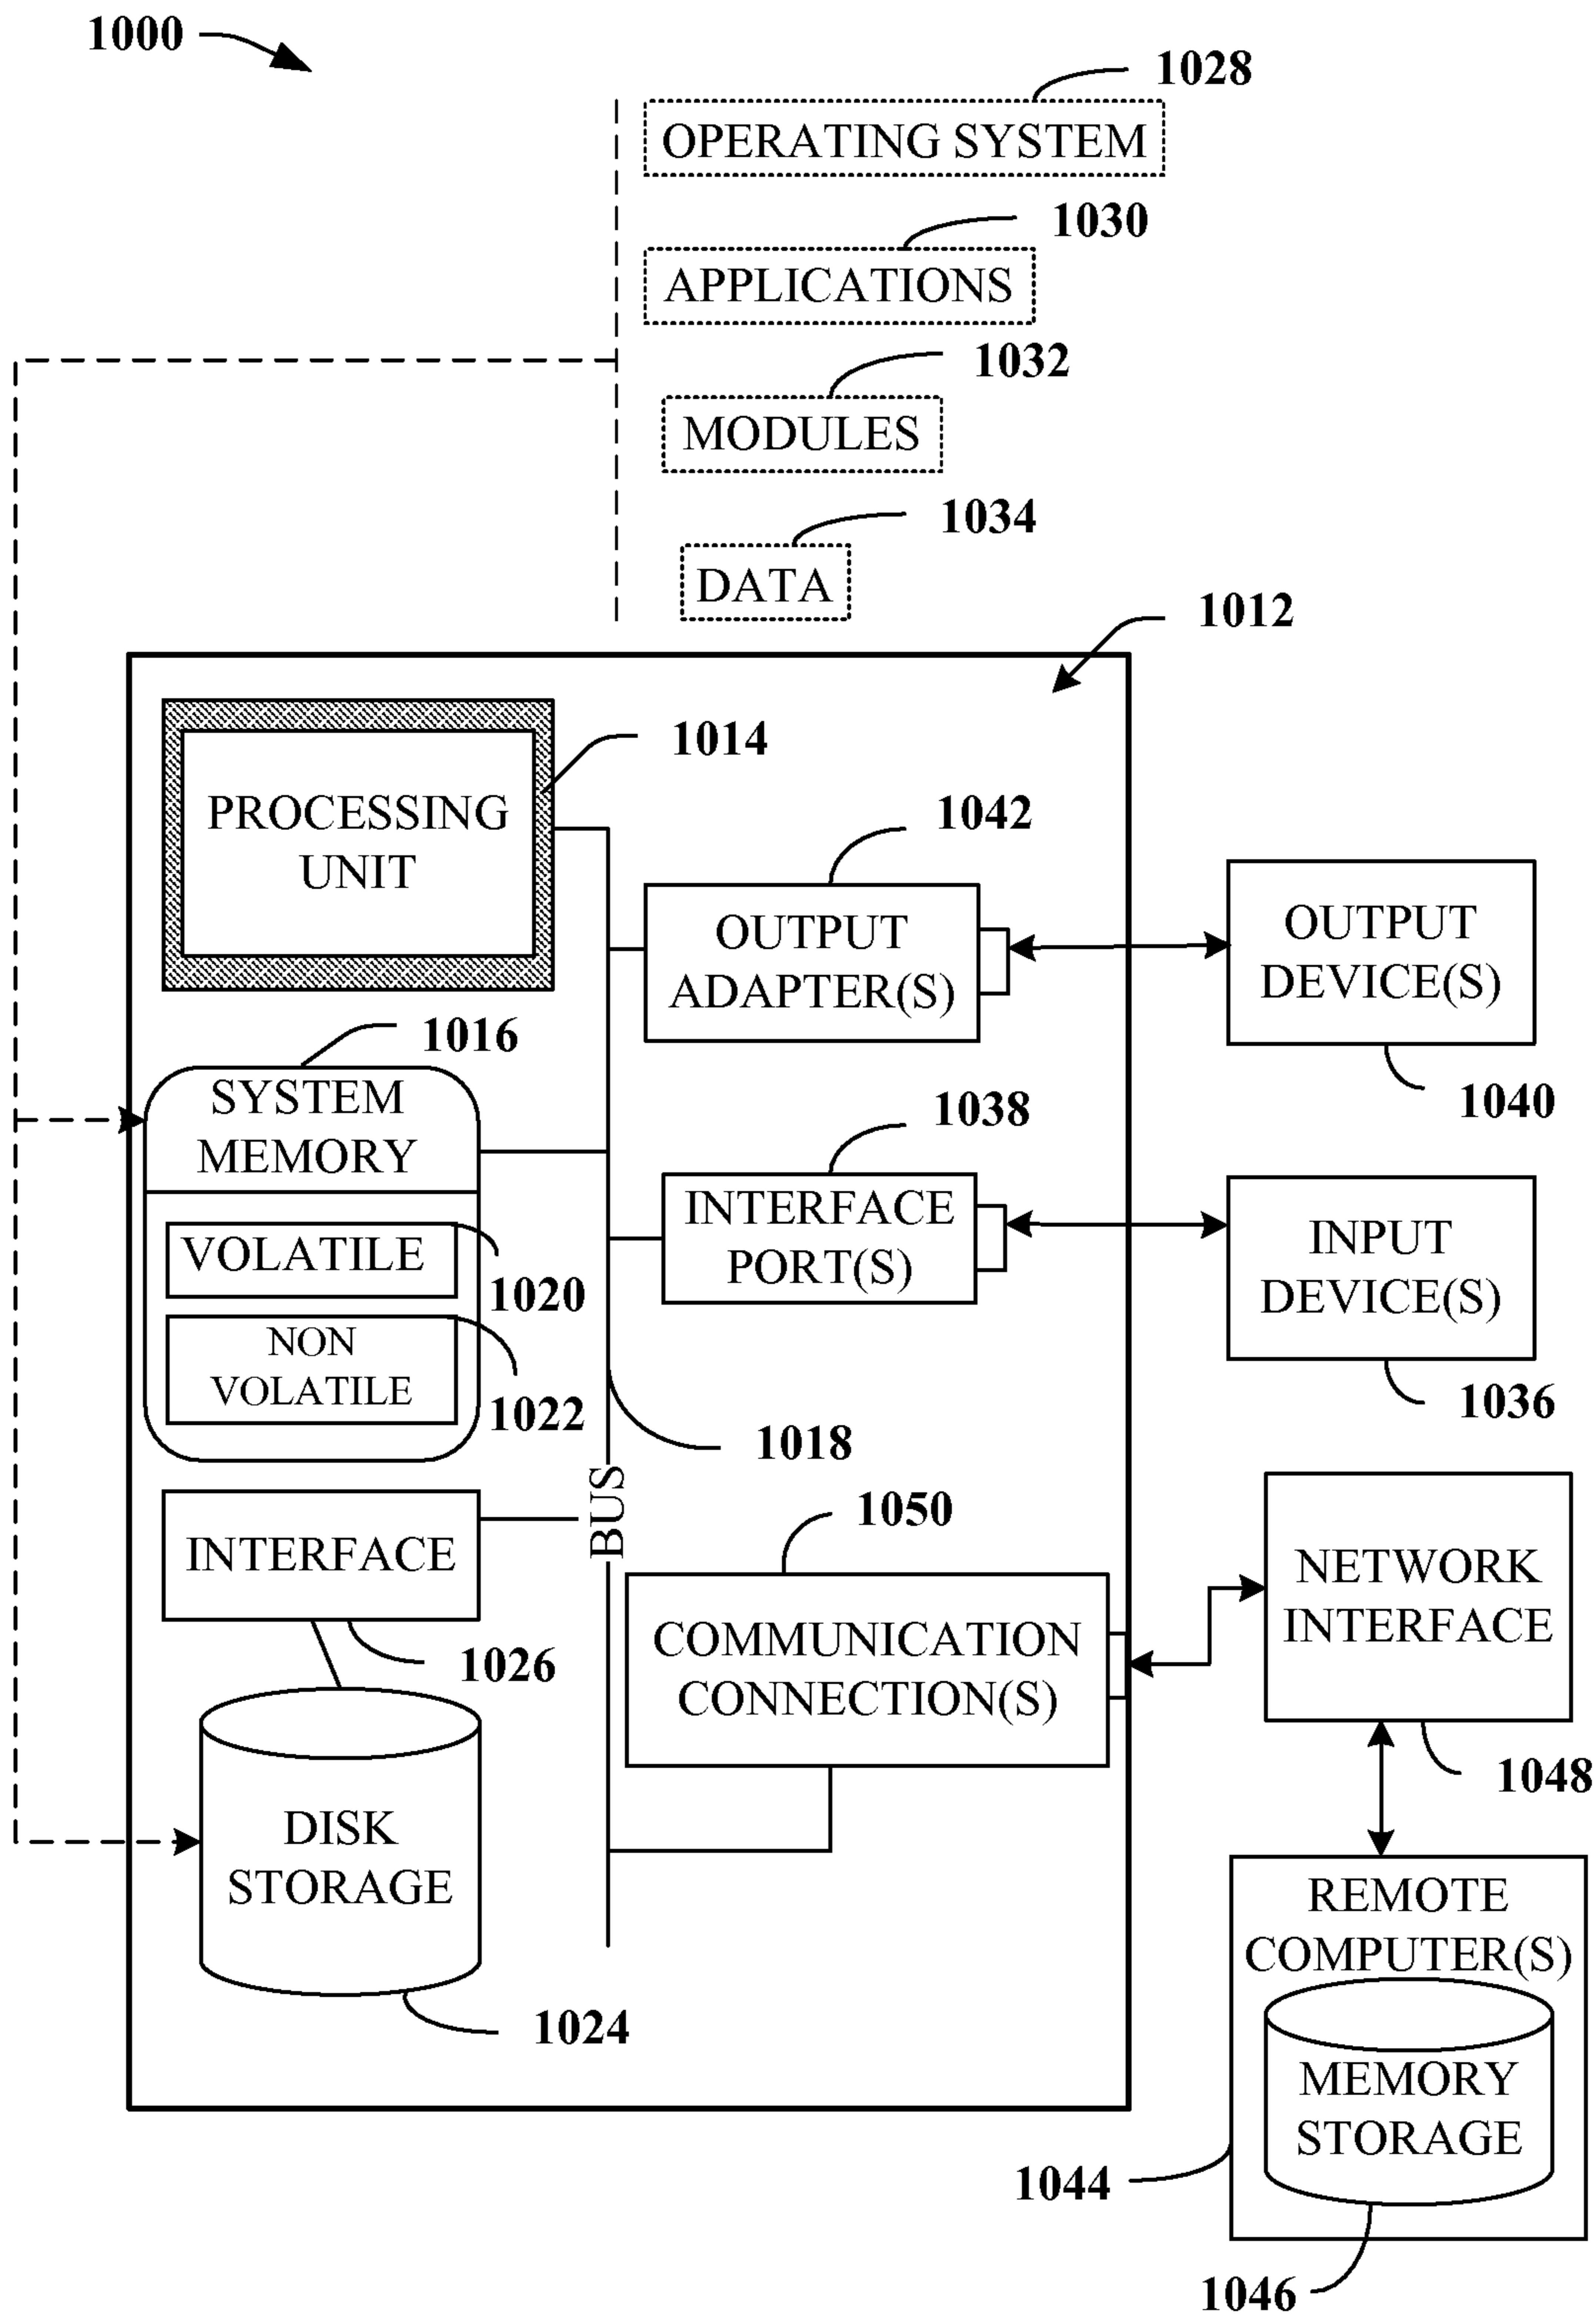 1000
1028
OPERATING SYSTEM
1030
APPLICATIONS
1032
MODULES
1034
DATA
1012
1014
PROCESSING
UNIT
1042
OUTPUT
ADAPTER(S)
OUTPUT
DEVICE(S)
1040
1016
SYSTEM
MEMORY
1038
INTERFACE
PORT(S)
INPUT
DEVICE(S)
1036
VOLATILE
1020
NON
VOLATILE
1022
1018
BUS
INTERFACE
1026
1050
COMMUNICATION
CONNECTION(S)
NETWORK
INTERFACE
1048
DISK
STORAGE
1024
REMOTE
COMPUTER(S)
MEMORY
STORAGE
1044
1046